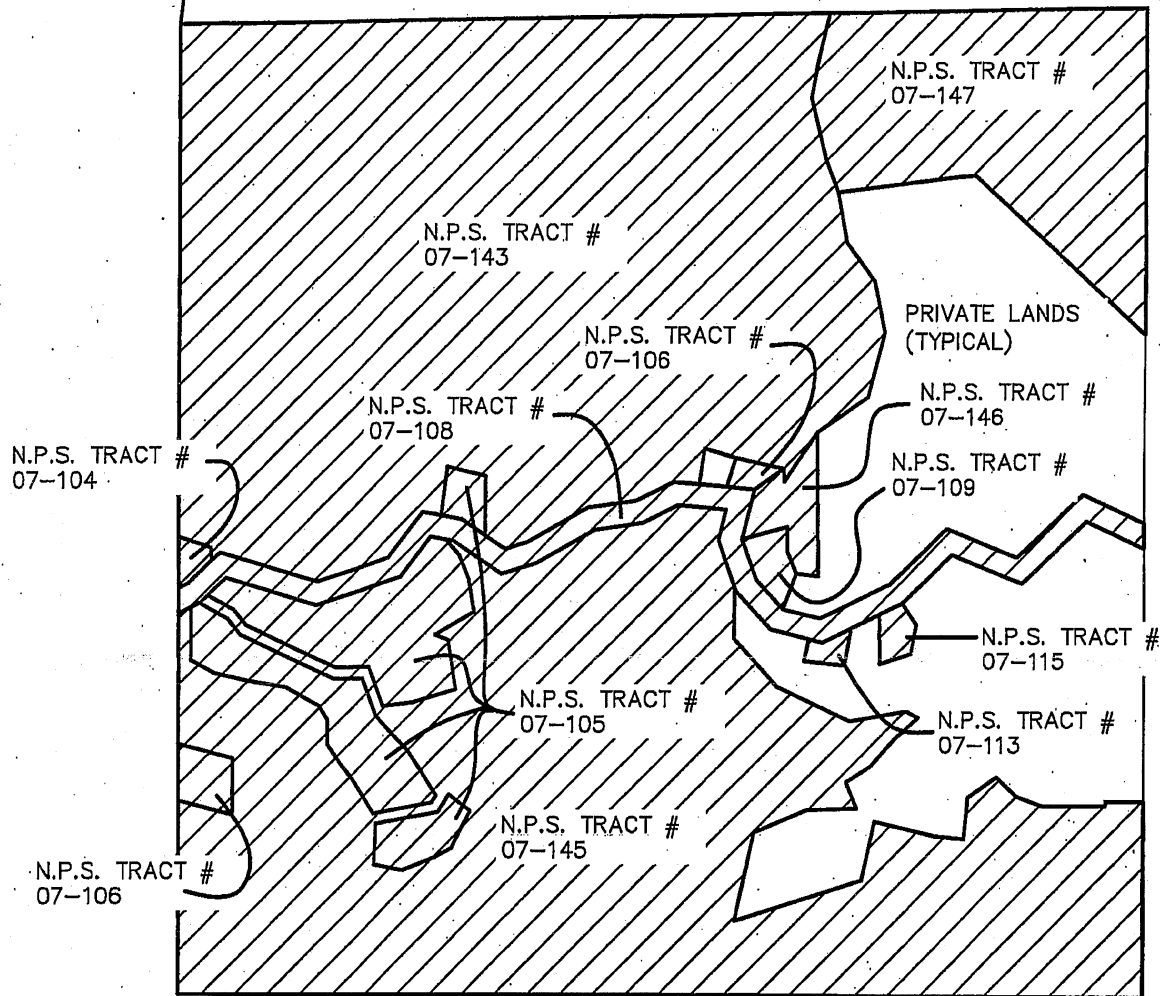 N.P.S. TRACT #
07-147
N.P.S. TRACT #
07-143
PRIVATE LANDS
(TYPICAL)
N.P.S. TRACT #
07-106
N.P.S. TRACT #
07-146
N.P.S. TRACT #
07-108
N.P.S. TRACT #
07-104
N.P.S. TRACT #
07-109
N.P.S. TRACT #
07-115
N.P.S. TRACT #
07-105
N.P.S. TRACT #
07-113
N.P.S. TRACT #
07-145
N.P.S. TRACT #
07-106